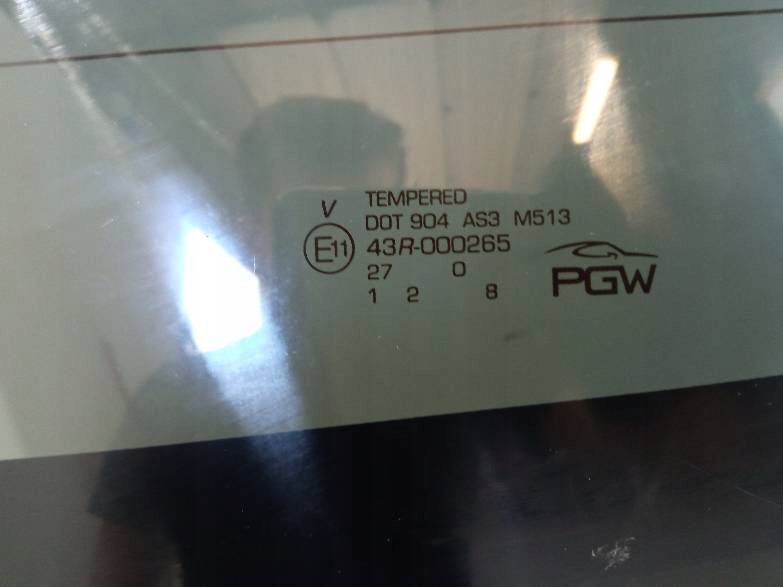 V
TEMPERED
DOT 904 AS3 M513
E11
43R-000265
27 0
1 2 8
PGW